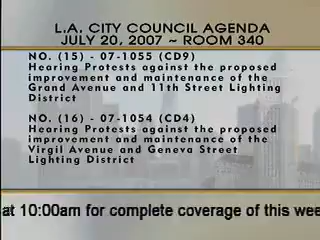 L.A. CITY COUNCIL AGENDA
JULY 20, 2007 ~ ROOM 340
NO. (15) - 07-1055 (CD9)
Hearing Protests against the proposed
improvement and maintenance of the
Grand Avenue and 11th Street Lighting
District
NO. (16) - 07-1054 (CD4)
Hearing Protests against the proposed
improvement and maintenance of the
Virgil Avenue and Geneva Street
Lighting District
at 10:00am for complete coverage of this wee